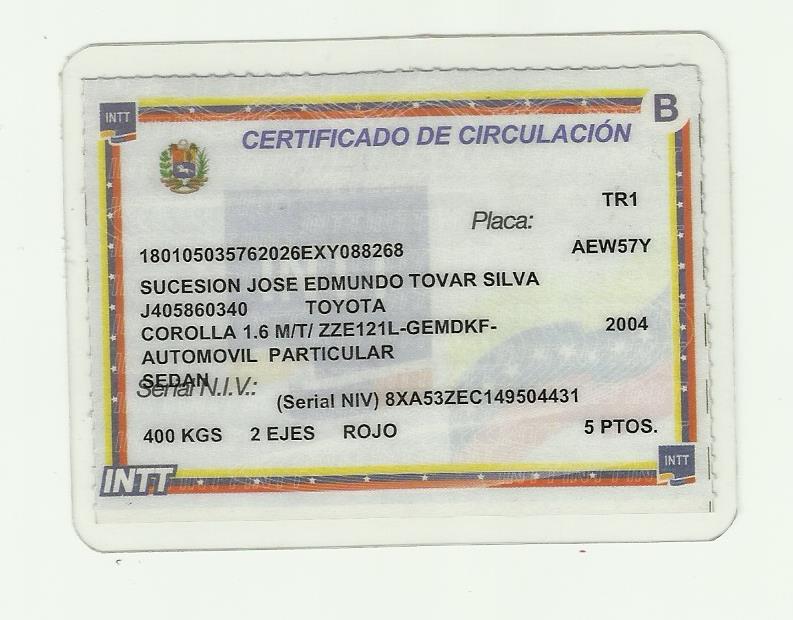 INTT
B
CERTIFICADO DE CIRCULACIÓN
TR1
Placa:
180105035762026EXY088268 AEW57Y
SUCESION JOSE EDMUNDO TOVAR SILVA
J405860340 TOYOTA
COROLLA 1.6 M/T/ ZZE121L-GEMDKF- 2004
AUTOMOVIL PARTICULAR
SEDAN
Serial N.I.V.:
(Serial NIV) 8XA53ZEC149504431
400 KGS 2 EJES ROJO 5 PTOS.
INTT
INTT